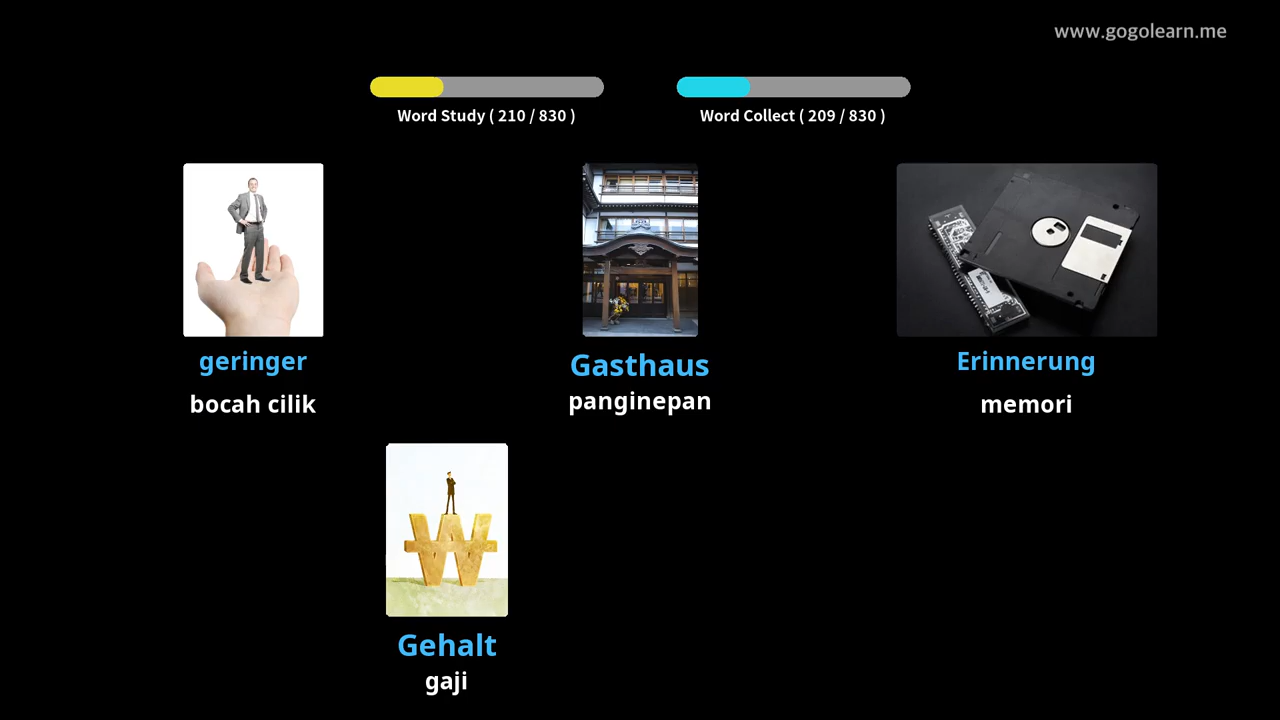 www.gogolearn.me
Word Study ( 210 / 830 )
Word Collect ( 209 / 830 )
geringer
bocah cilik
Gasthaus
panginepan
Erinnerung
memori
Gehalt
gaji